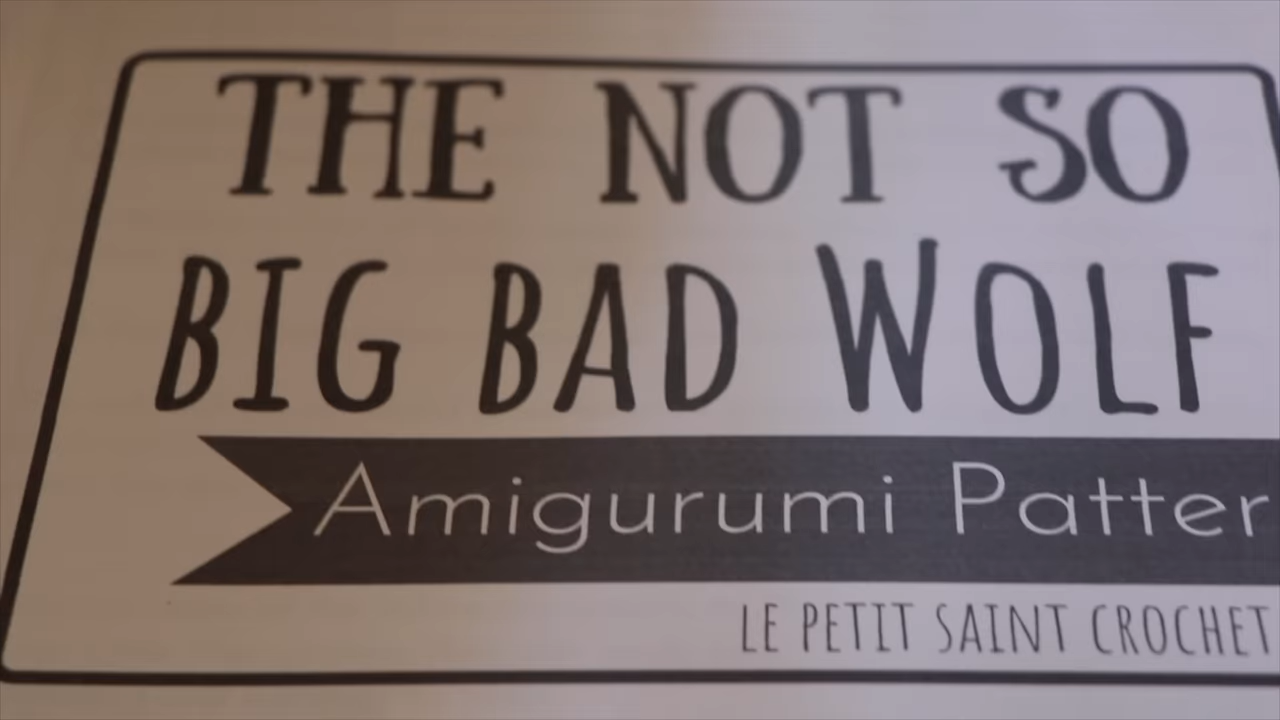 THE NOT SO
BIG BAD WOLF
Amigurumi Patter
LE PETIT SAINT CROCHET